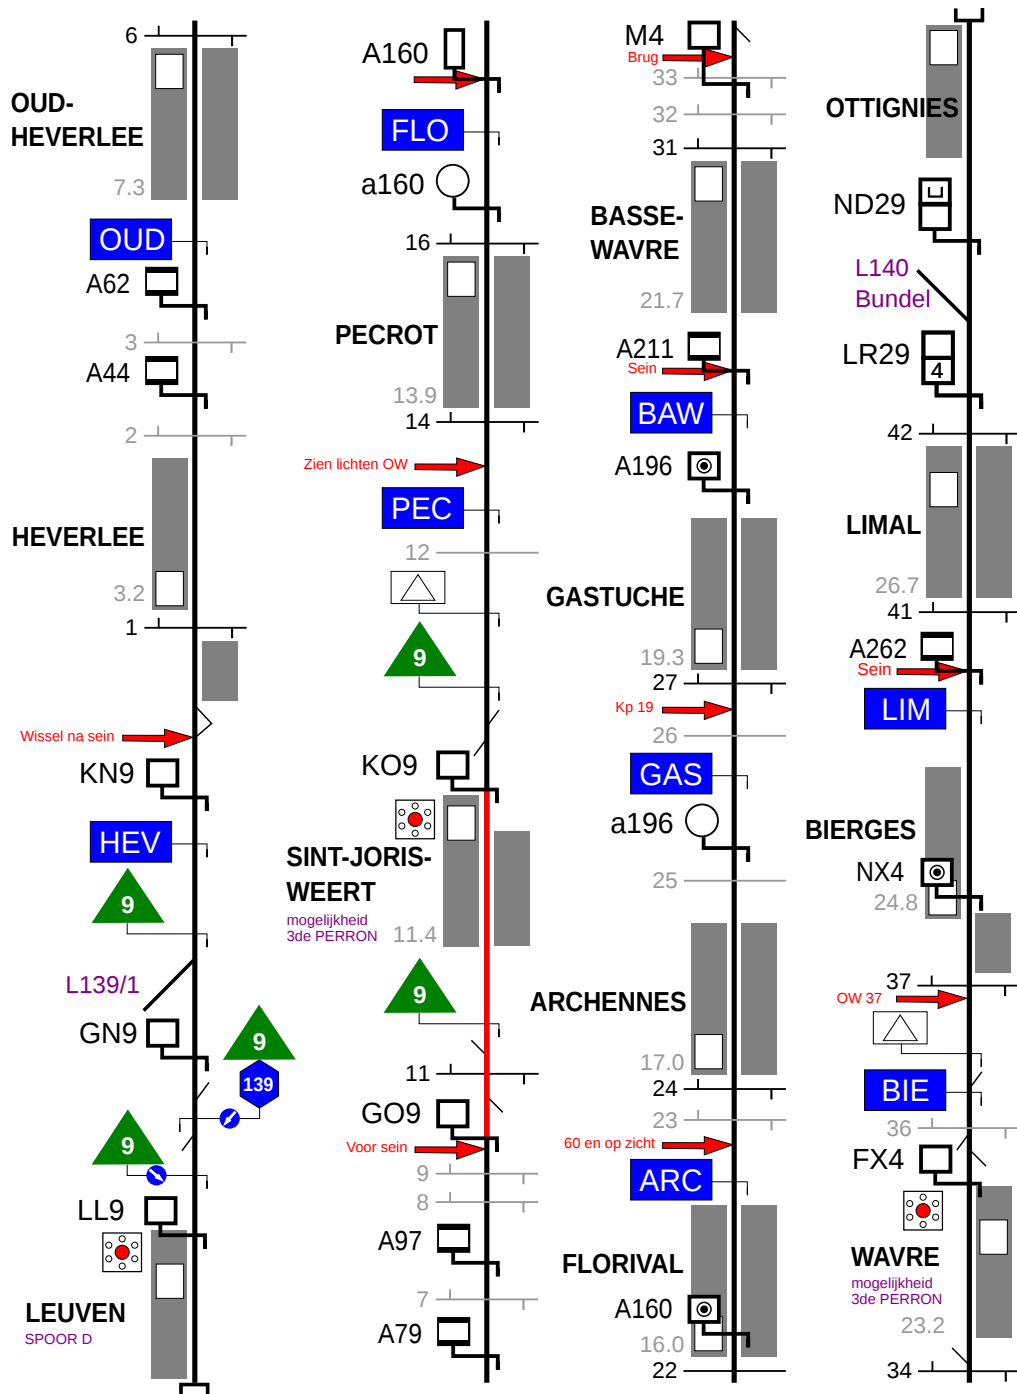 6
OUD-
HEVERLEE
7.3
OUD
A62
3
A44
2
HEVERLEE
3.2
1
Wissel na sein
KN9
HEV
9
L139/1
GN9
9
139
9
LL9
LEUVEN
SPOOR D
A160
FLO
a160
16
PECROT
13.9
14
Zien lichten OW
PEC
12
9
KO9
SINT-JORIS-
WEERT
mogelijkheid
3de PERRON
11.4
9
11
GO9
Voor sein
9
8
A97
7
A79
M4
Brug
33
32
31
BASSE-
WAVRE
21.7
A211
Sein
BAW
A196
GASTUCHE
19.3
27
Kp 19
26
GAS
a196
25
ARCHENNES
17.0
24
23
60 en op zicht
ARC
FLORIVAL
A160
16.0
22
OTTIGNIES
ND29
L140
Bundel
LR29
4
42
LIMAL
26.7
41
A262
Sein
LIM
BIERGES
NX4
24.8
37
OW 37
BIE
36
FX4
WAVRE
mogelijkheid
3de PERRON
23.2
34